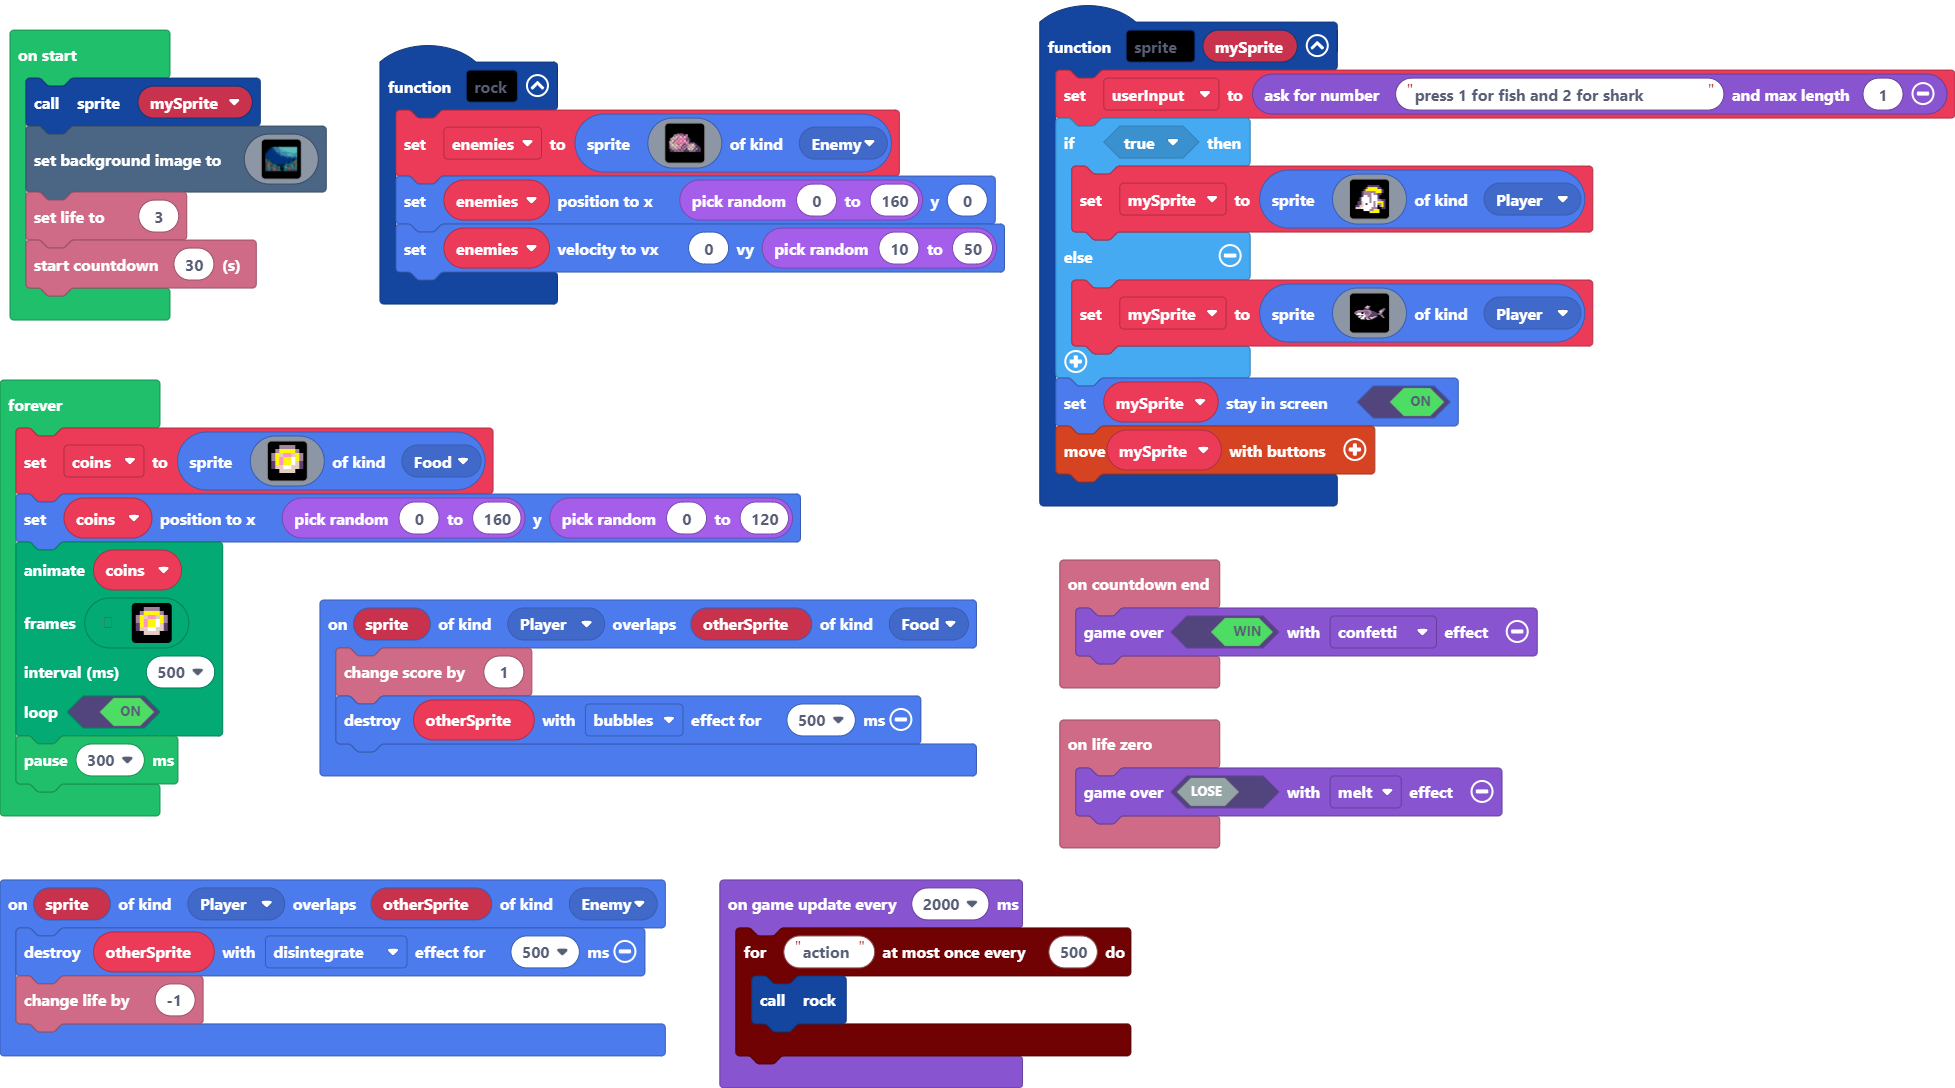 on start
call sprite mySprite
set background image to
set life to 3
start countdown 30 (s)
function rock
set enemies to sprite of kind Enemy
set enemies position to x pick random 0 to 160 y 0
set enemies velocity to vx 0 vy pick random 10 to 50
function sprite mySprite
set userInput to ask for number "press 1 for fish and 2 for shark" and max length 1
if true then
set mySprite to sprite of kind Player
else
set mySprite to sprite of kind Player
set mySprite stay in screen ON
move mySprite with buttons
forever
set coins to sprite of kind Food
set coins position to x pick random 0 to 160 y pick random 0 to 120
animate coins
frames
interval (ms) 500
loop ON
pause 300 ms
on sprite of kind Player overlaps otherSprite of kind Food
change score by 1
destroy otherSprite with bubbles effect for 500 ms
on countdown end
game over WIN with confetti effect
on life zero
game over LOSE with melt effect
on sprite of kind Player overlaps otherSprite of kind Enemy
destroy otherSprite with disintegrate effect for 500 ms
change life by -1
on game update every 2000 ms
for "action" at most once every 500 do
call rock